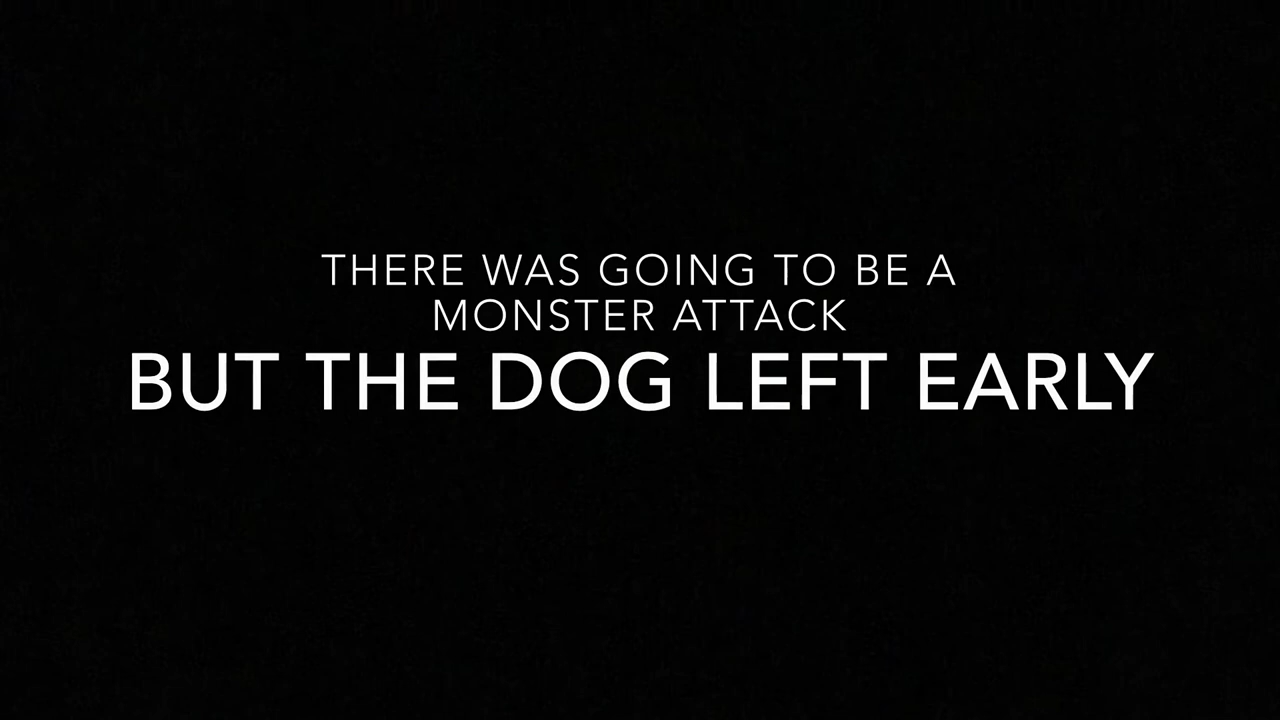 THERE WAS GOING TO BE A
MONSTER ATTACK
BUT THE DOG LEFT EARLY